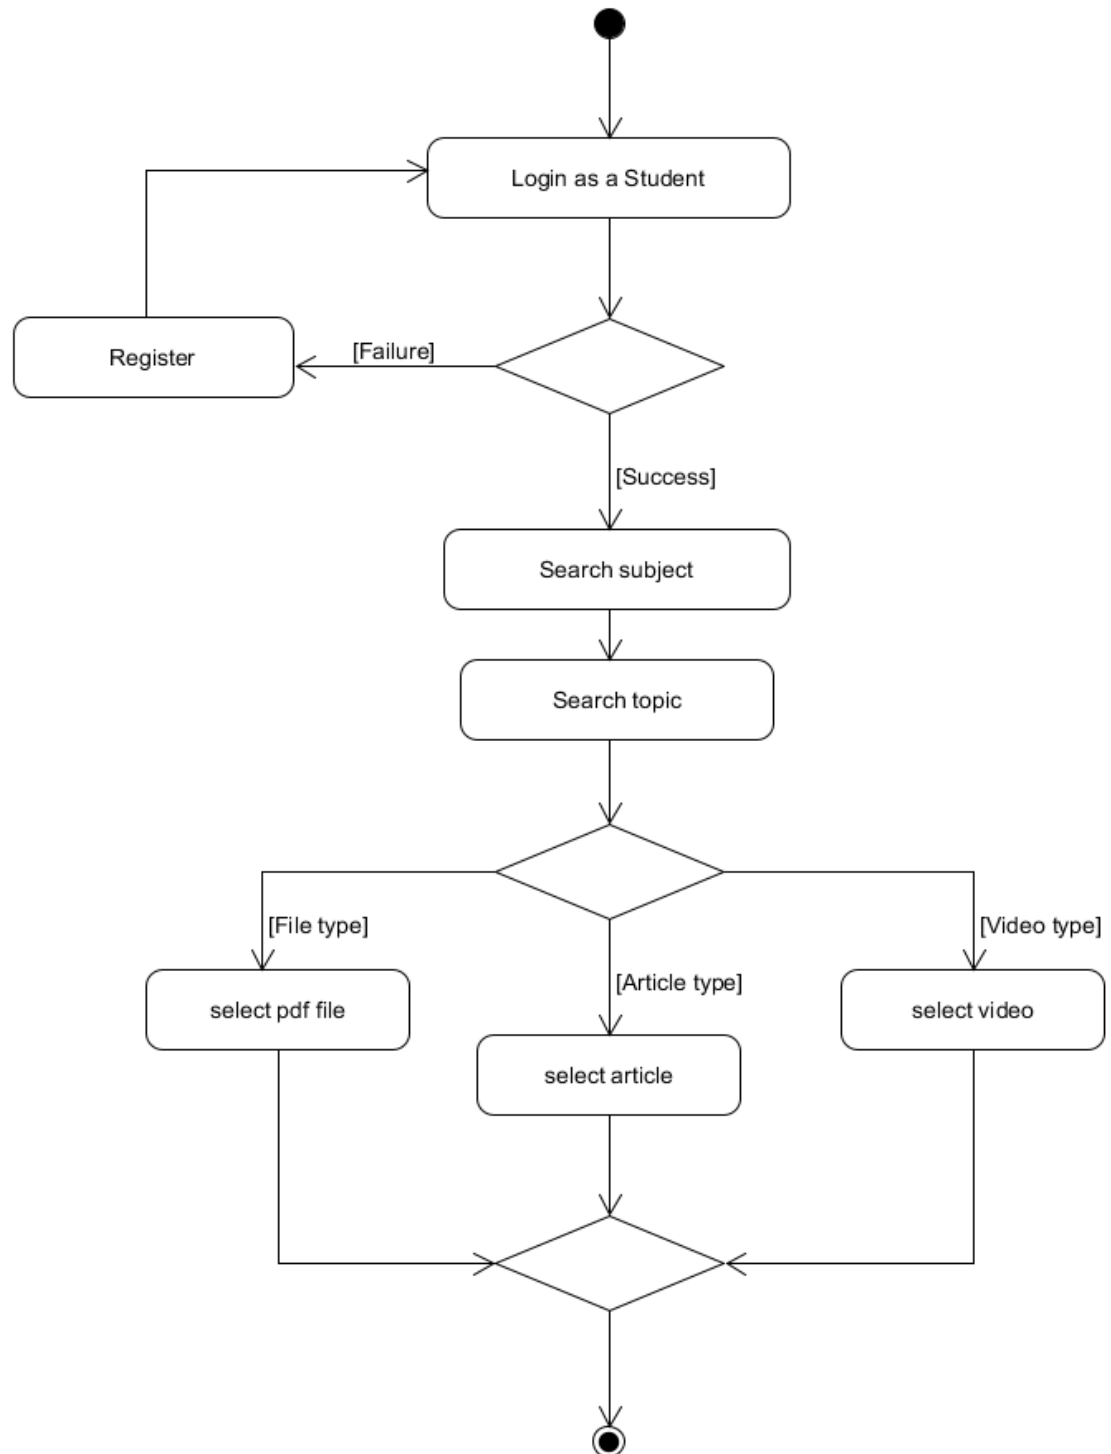 Login as a Student
Register
[Failure]
[Success]
Search subject
Search topic
[File type]
[Video type]
[Article type]
select pdf file
select video
select article